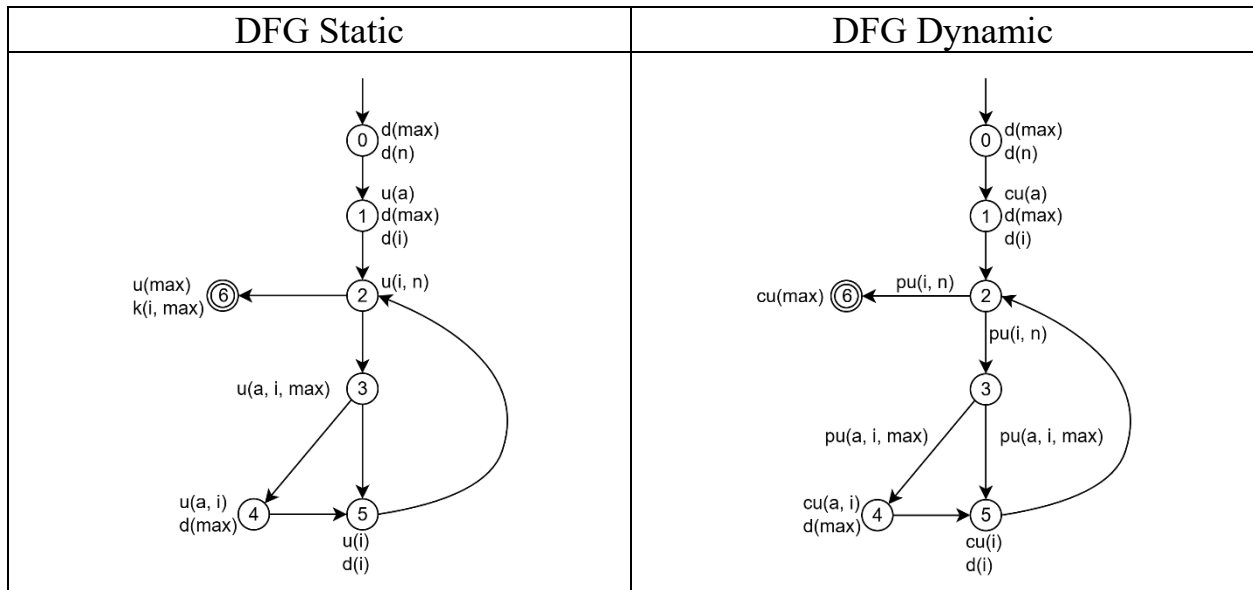 DFG Static
0
d(max)
d(n)
1
u(a)
d(max)
d(i)
u(max)
k(i, max)
6
2
u(i, n)
u(a, i, max)
3
u(a, i)
d(max)
4
5
u(i)
d(i)
DFG Dynamic
0
d(max)
d(n)
1
cu(a)
d(max)
d(i)
cu(max)
6
pu(i, n)
2
pu(i, n)
3
pu(a, i, max)
pu(a, i, max)
cu(a, i)
d(max)
4
5
cu(i)
d(i)